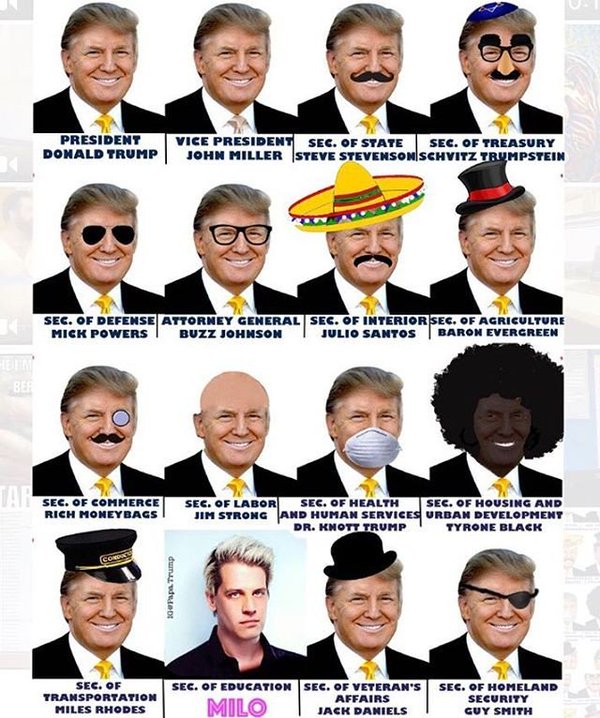 PRESIDENT
DONALD TRUMP
VICE PRESIDENT
JOHN MILLER
SEC. OF STATE
STEVE STEVENSON
SEC. OF TREASURY
SCHVITZ TRUMPSTEIN
SEC. OF DEFENSE
MICK POWERS
ATTORNEY GENERAL
BUZZ JOHNSON
SEC. OF INTERIOR
JULIO SANTOS
SEC. OF AGRICULTURE
BARON EVERGREEN
SEC. OF COMMERCE
RICH MONEYBAGS
SEC. OF LABOR
JIM STRONG
SEC. OF HEALTH
AND HUMAN SERVICES
DR. KNOTT TRUMP
SEC. OF HOUSING AND
URBAN DEVELOPMENT
TYRONE BLACK
SEC. OF
TRANSPORTATION
MILES RHODES
IG@Papa.Trump
SEC. OF EDUCATION
MILO
SEC. OF VETERAN'S
AFFAIRS
JACK DANIELS
SEC. OF HOMELAND
SECURITY
GUY SMITH